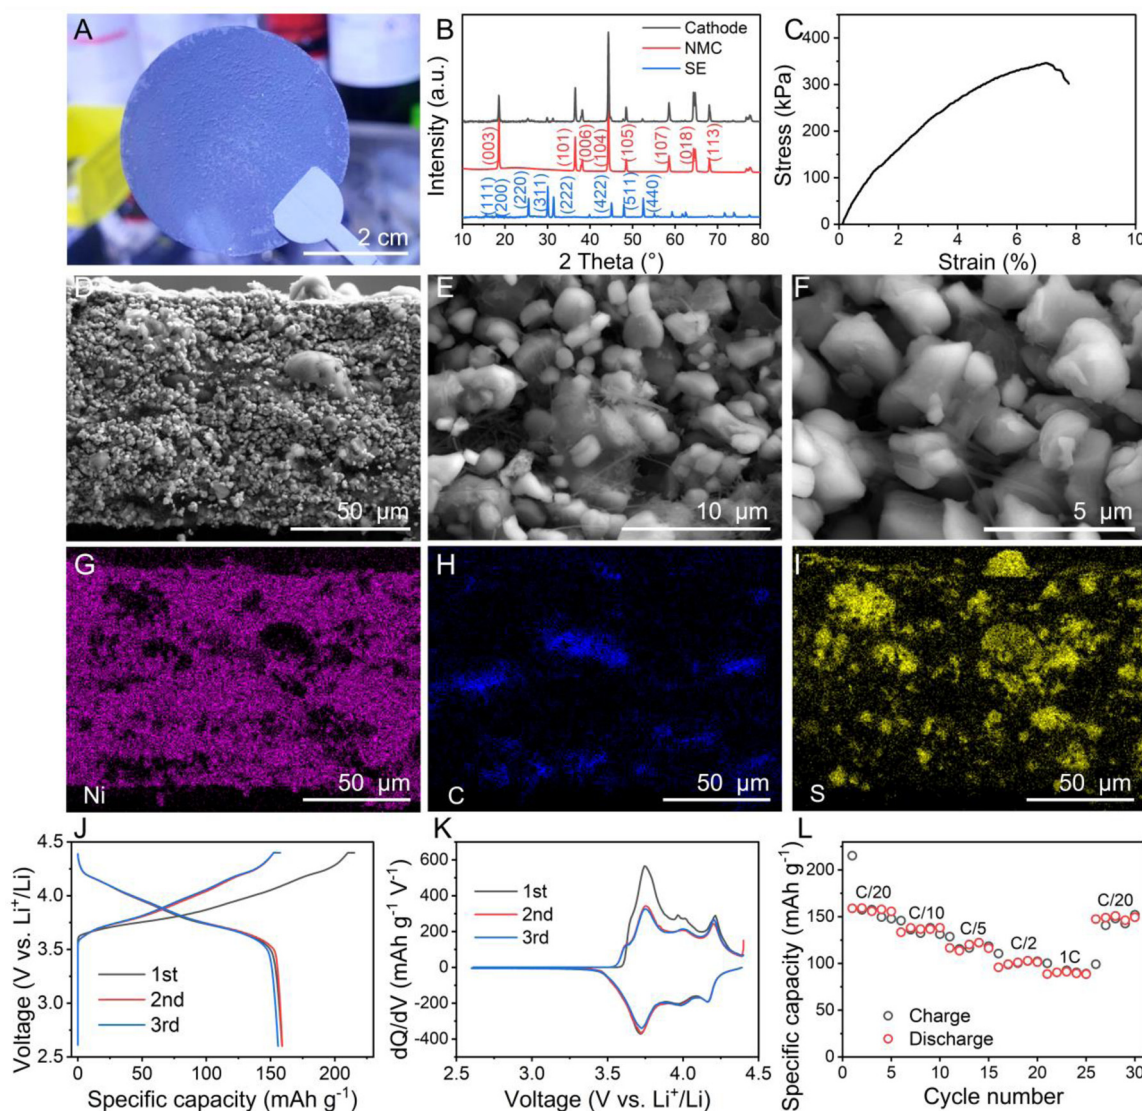 A
2 cm
B
Cathode
NMC
SE
(003)
(101)
(006)
(104)
(105)
(107)
(018)
(113)
(111)
(200)
(220)
(311)
(222)
(422)
(511)
(440)
Intensity (a.u.)
10 20 30 40 50 60 70 80
2 Theta (°)
C
Stress (kPa)
400
300
200
100
0
0 2 4 6 8 10
Strain (%)
D
50 µm
E
10 µm
F
5 µm
G
Ni
50 µm
H
C
50 µm
I
S
50 µm
J
Voltage (V vs. Li⁺/Li)
4.5
4.0
3.5
3.0
2.5
1st
2nd
3rd
0 50 100 150 200
Specific capacity (mAh g⁻¹)
K
dQ/dV (mAh g⁻¹ V⁻¹)
600
400
200
0
-200
-400
1st
2nd
3rd
2.5 3.0 3.5 4.0 4.5
Voltage (V vs. Li⁺/Li)
L
Specific capacity (mAh g⁻¹)
200
150
100
50
0
C/20
C/10
C/5
C/2
1C
C/20
Charge
Discharge
0 5 10 15 20 25 30
Cycle number